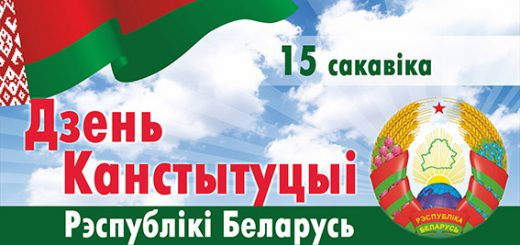 15 сакавіка
Дзень
Канстытуцыі
Рэспублікі Беларусь
РЭСПУБЛІКА
БЕЛАРУСЬ